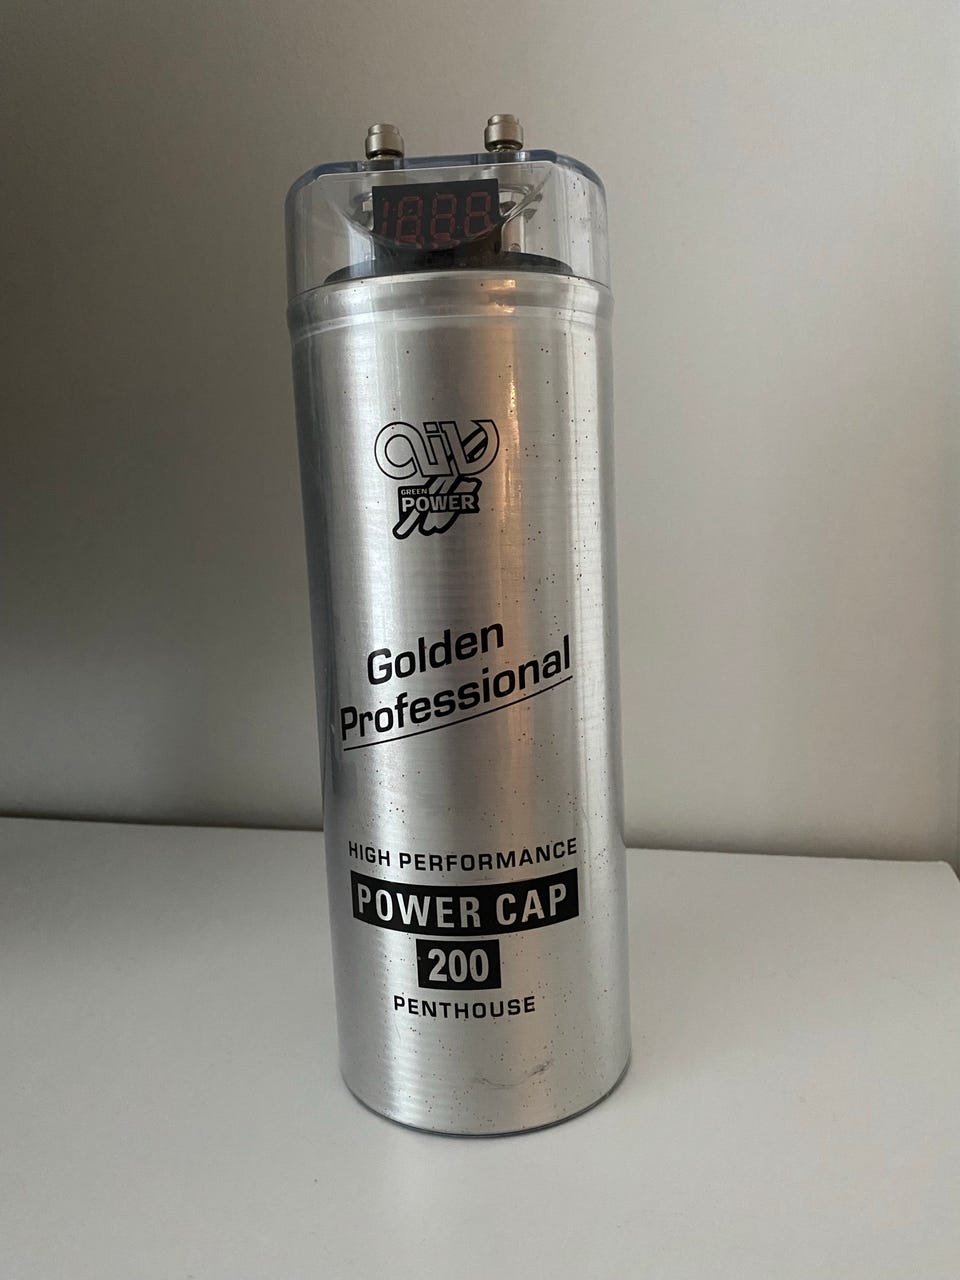 aiv
GREEN
POWER
Golden
Professional
HIGH PERFORMANCE
POWER CAP
200
PENTHOUSE